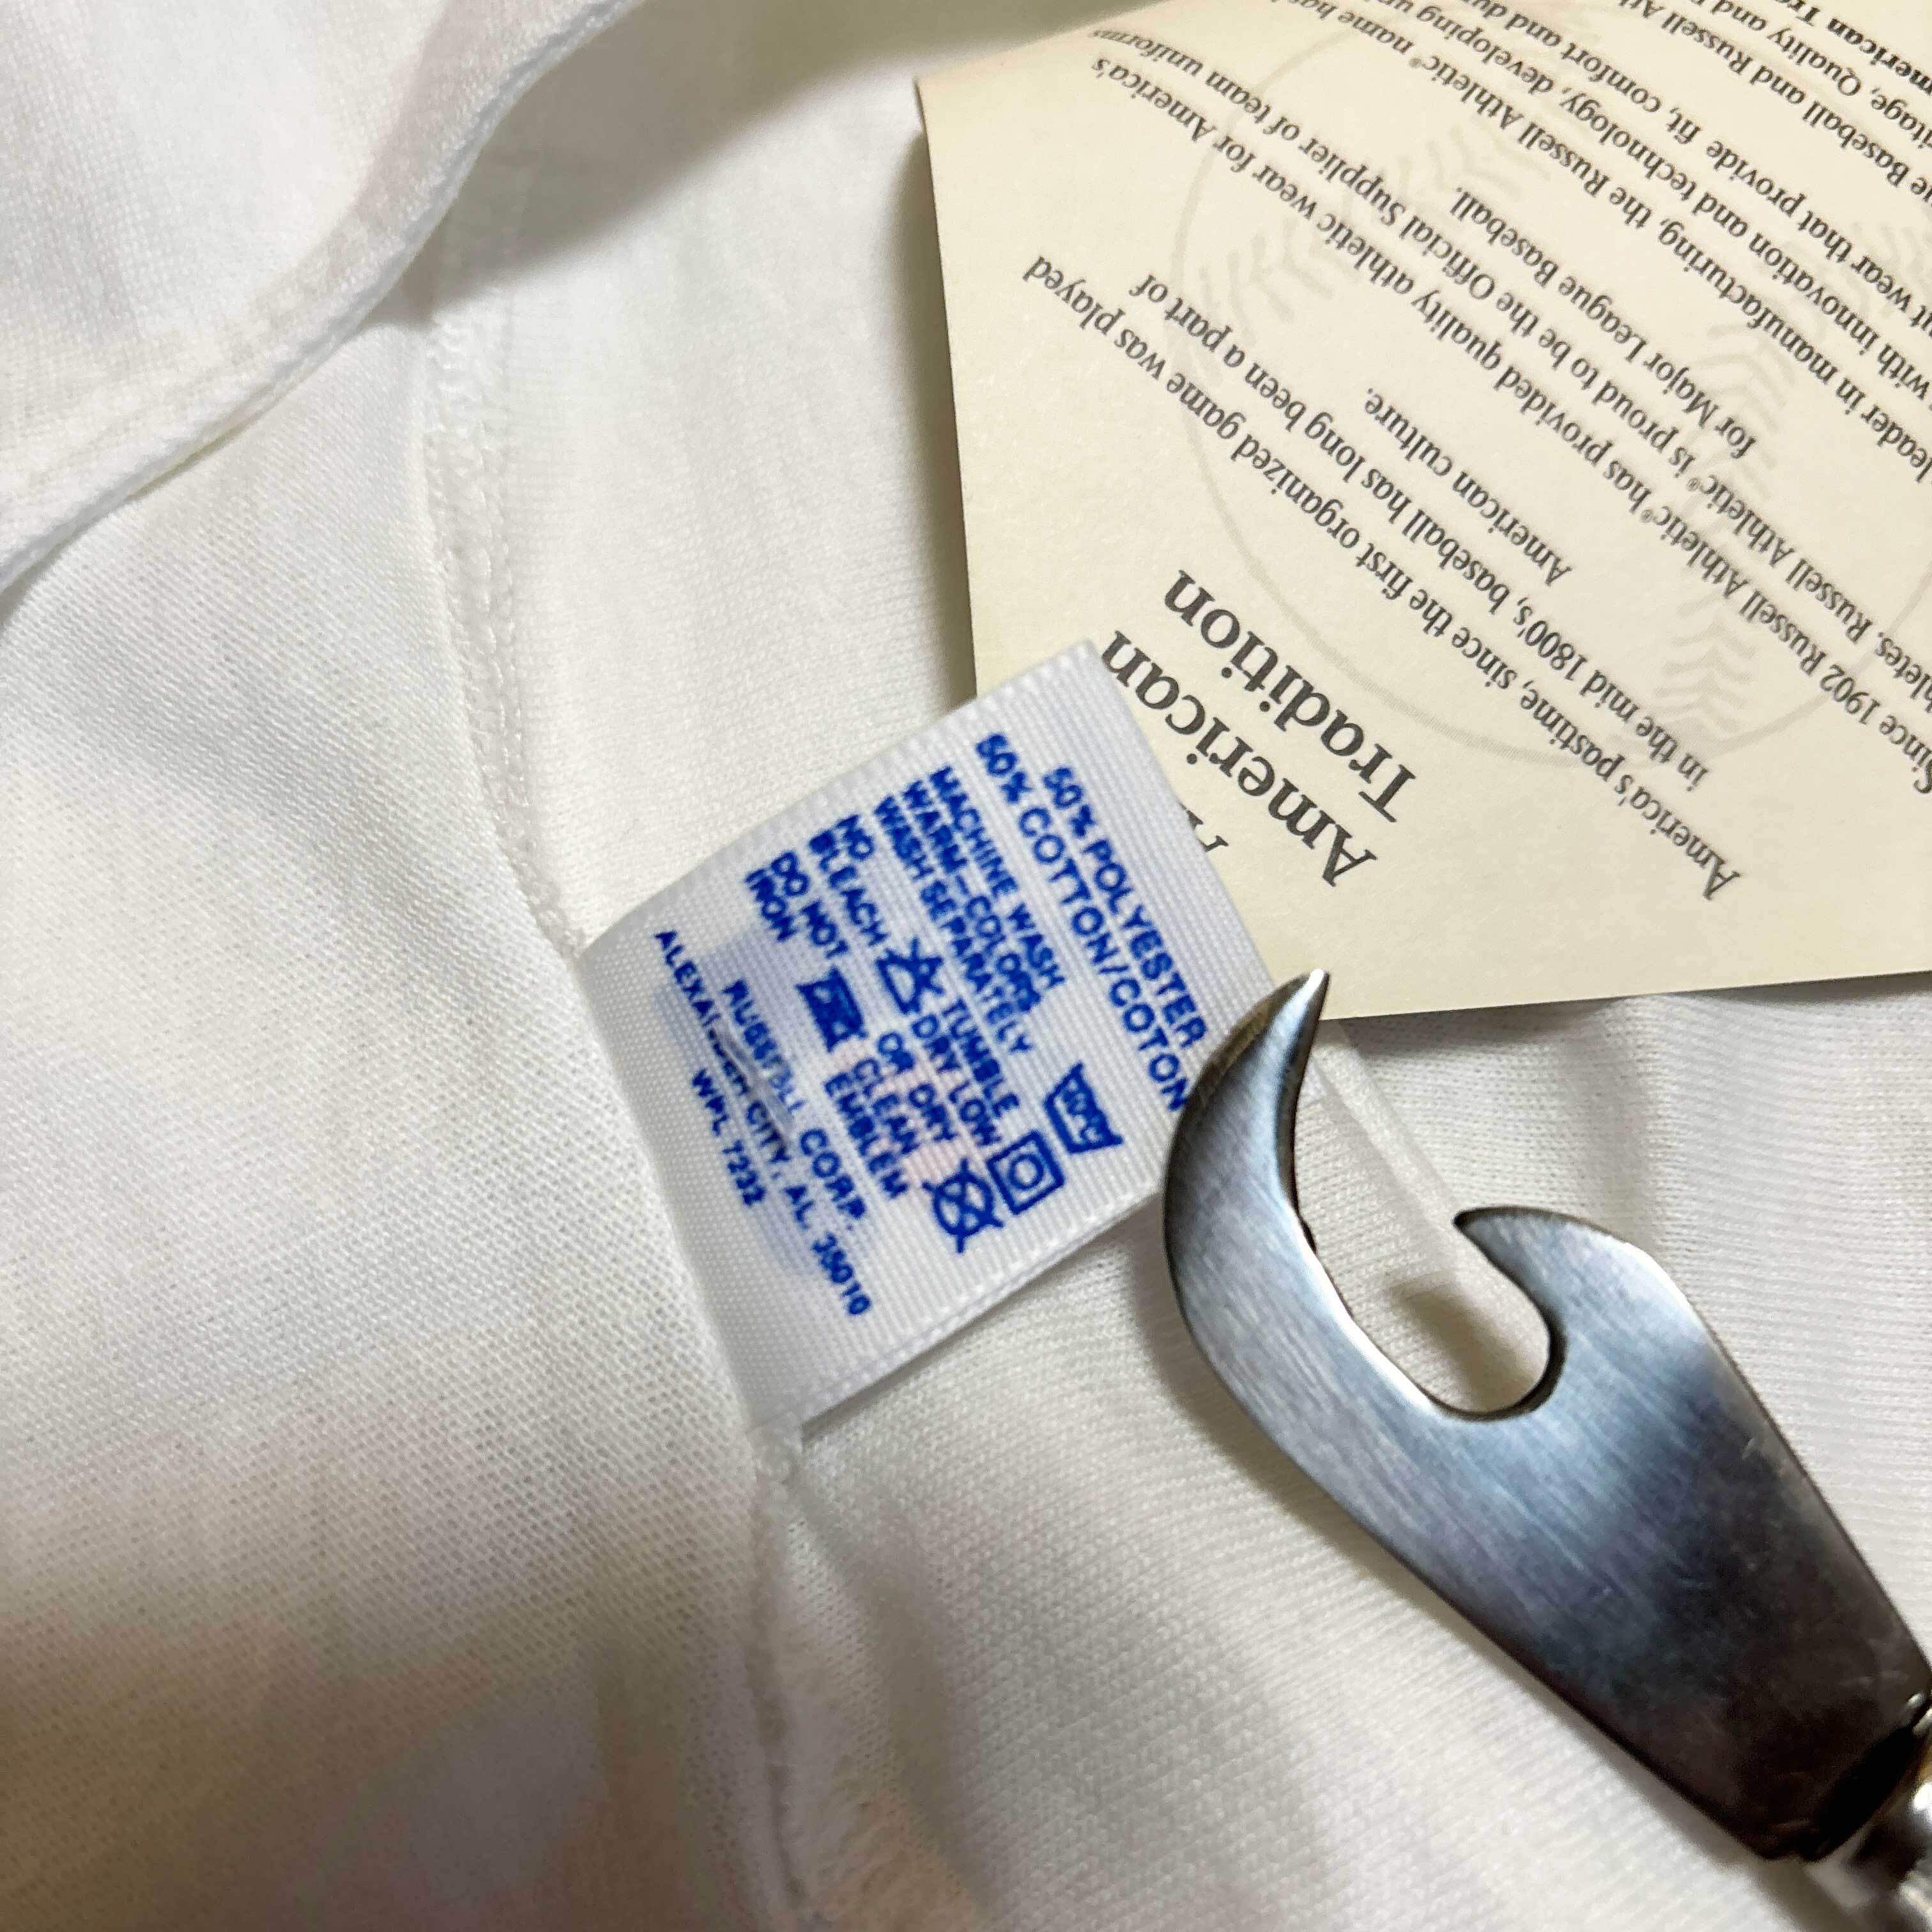 50% POLYESTER
50% COTTON/COTON
MACHINE WASH
WARM-COLORS
WASH SEPARATELY
NO
BLEACH
TUMBLE
DRY LOW
DO NOT
IRON
OR DRY
CLEAN
EMBLEM
RUSSELL CORP.
ALEXANDER CITY, AL. 35010
WPL 7232
American
Tradition
America's pastime, since the first organized game was played
in the mid 1800's, baseball has long been a part of
American culture.
Since 1902 Russell Athletic® has provided quality athletic wear for America's
Russell Athletic® is proud to be the Official Supplier of team uniforms
for Major League Baseball.
leader in manufacturing, the Russell Athletic® name has
with innovation and technology, developing
wear that provide fit, comfort and
Baseball and Russell
Quality and